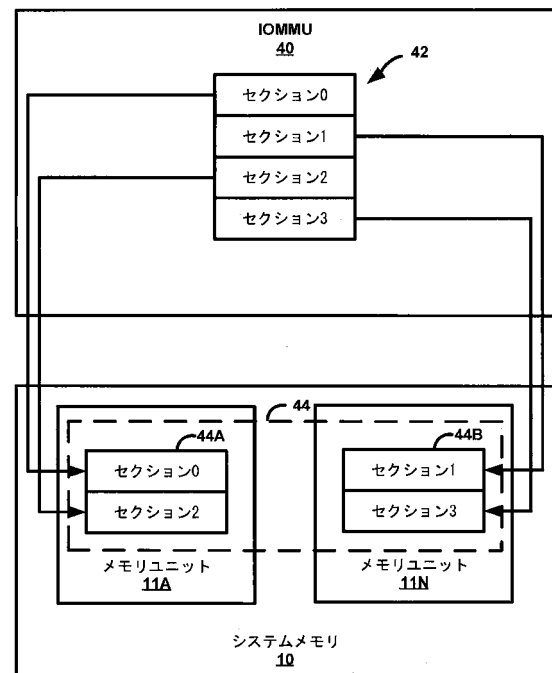 IOMMU
40
42
セクション0
セクション1
セクション2
セクション3
44
44A
セクション0
セクション2
メモリユニット
11A
44B
セクション1
セクション3
メモリユニット
11N
システムメモリ
10